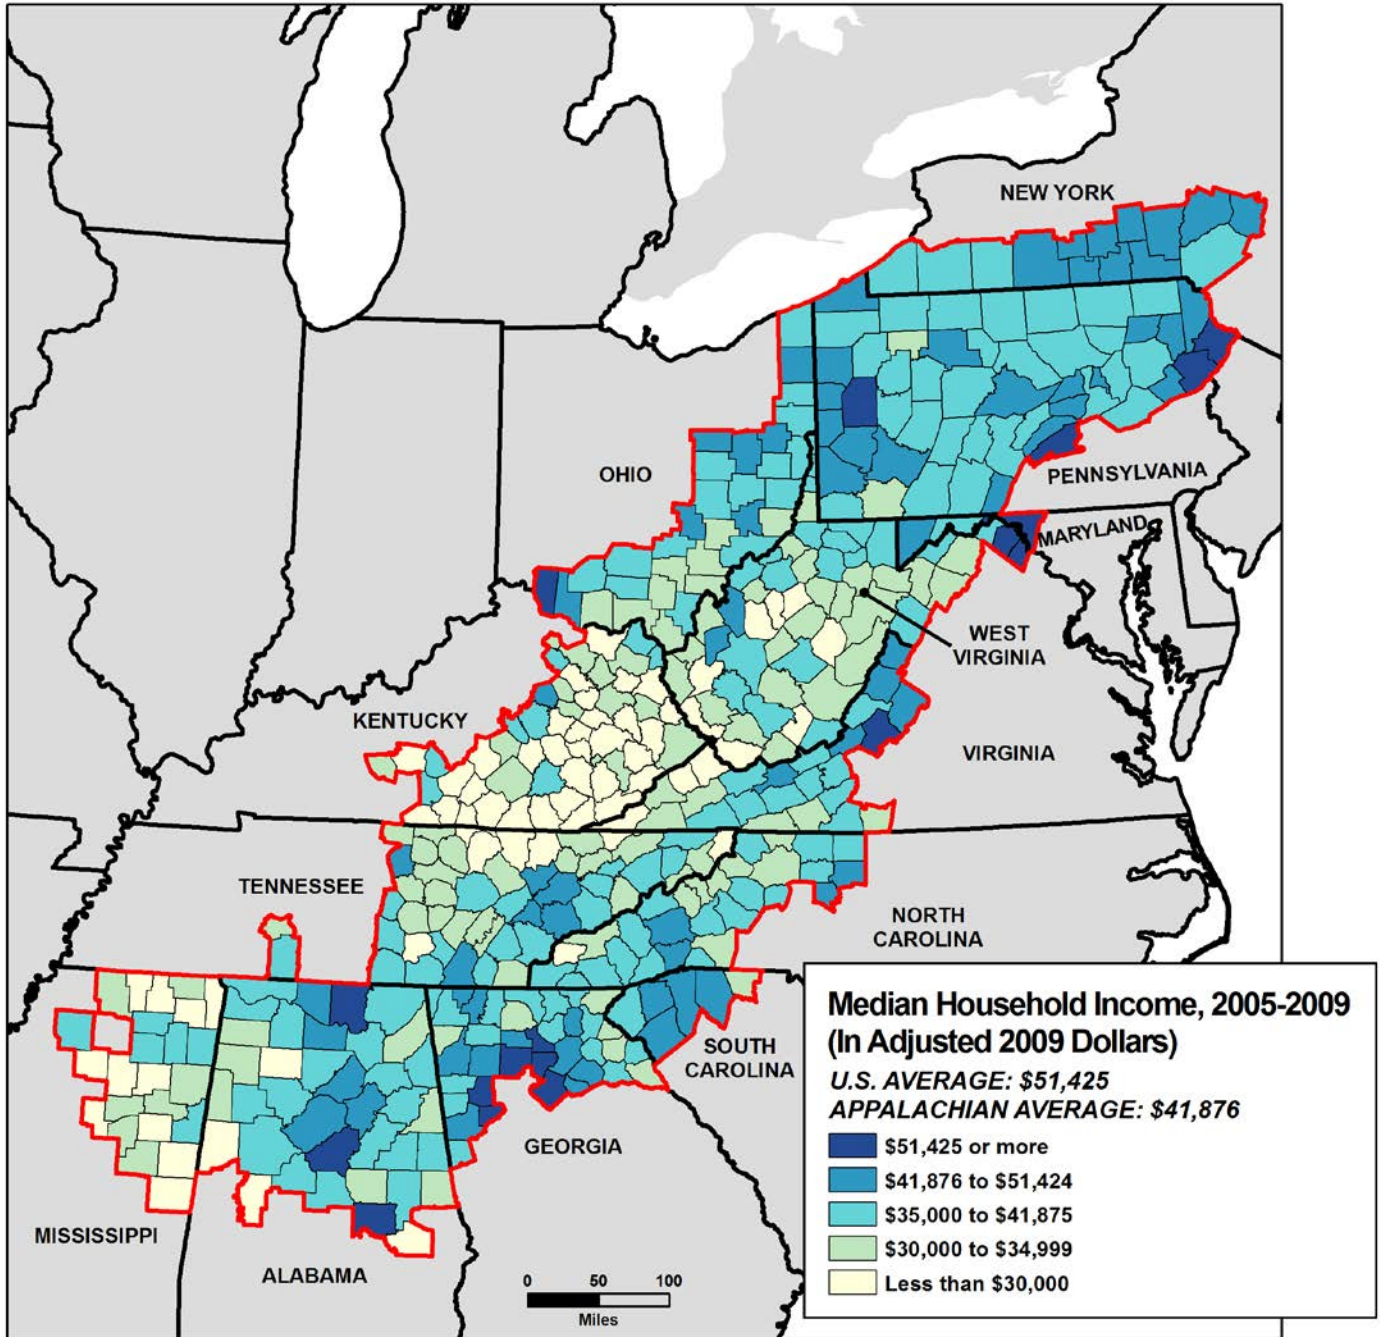 NEW YORK
OHIO
PENNSYLVANIA
MARYLAND
WEST
VIRGINIA
KENTUCKY
VIRGINIA
TENNESSEE
NORTH
CAROLINA
SOUTH
CAROLINA
GEORGIA
MISSISSIPPI
ALABAMA
0 50 100
Miles
Median Household Income, 2005-2009
(In Adjusted 2009 Dollars)
U.S. AVERAGE: $51,425
APPALACHIAN AVERAGE: $41,876
$51,425 or more
$41,876 to $51,424
$35,000 to $41,875
$30,000 to $34,999
Less than $30,000